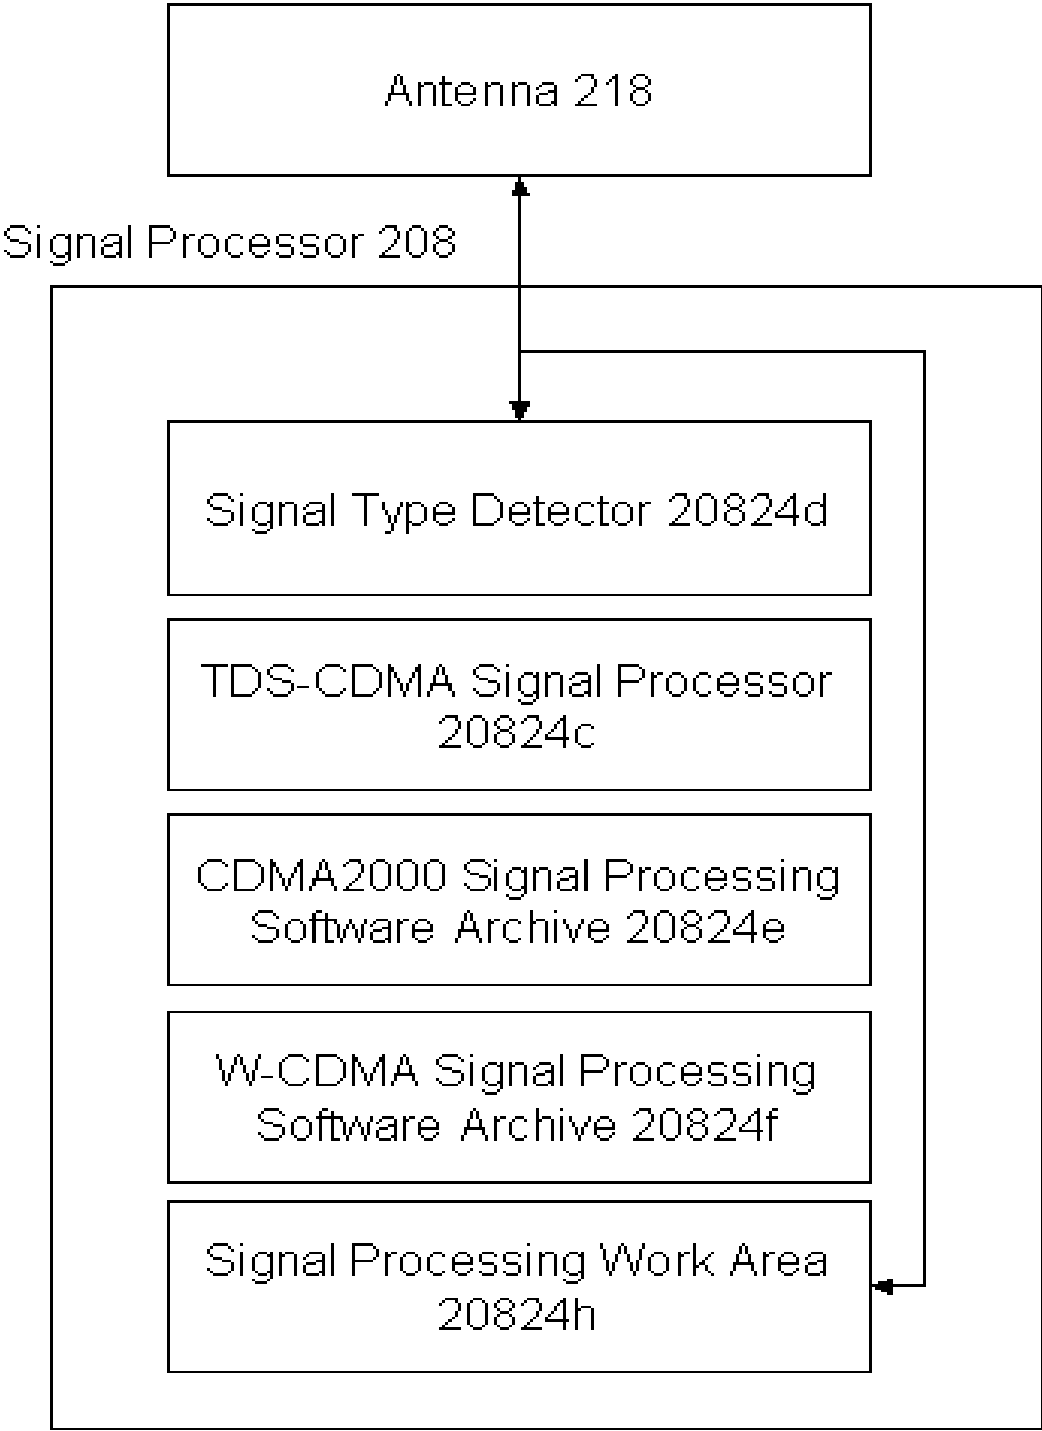 Antenna 218
Signal Processor 208
Signal Type Detector 20824d
TDS-CDMA Signal Processor
20824c
CDMA2000 Signal Processing
Software Archive 20824e
W-CDMA Signal Processing
Software Archive 20824f
Signal Processing Work Area
20824h